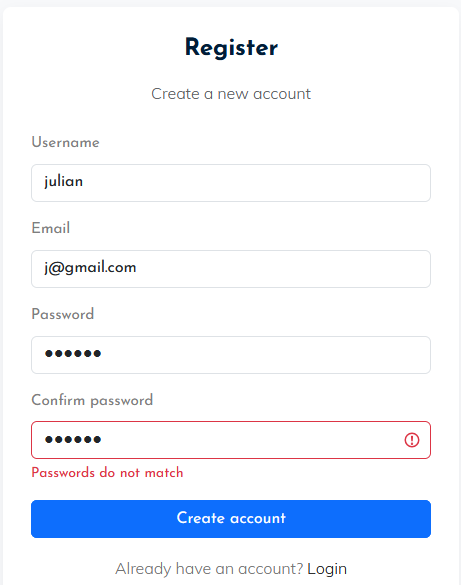 Register
Create a new account
Username
julian
Email
j@gmail.com
Password
••••••
Confirm password
••••••
Passwords do not match
Create account
Already have an account? Login